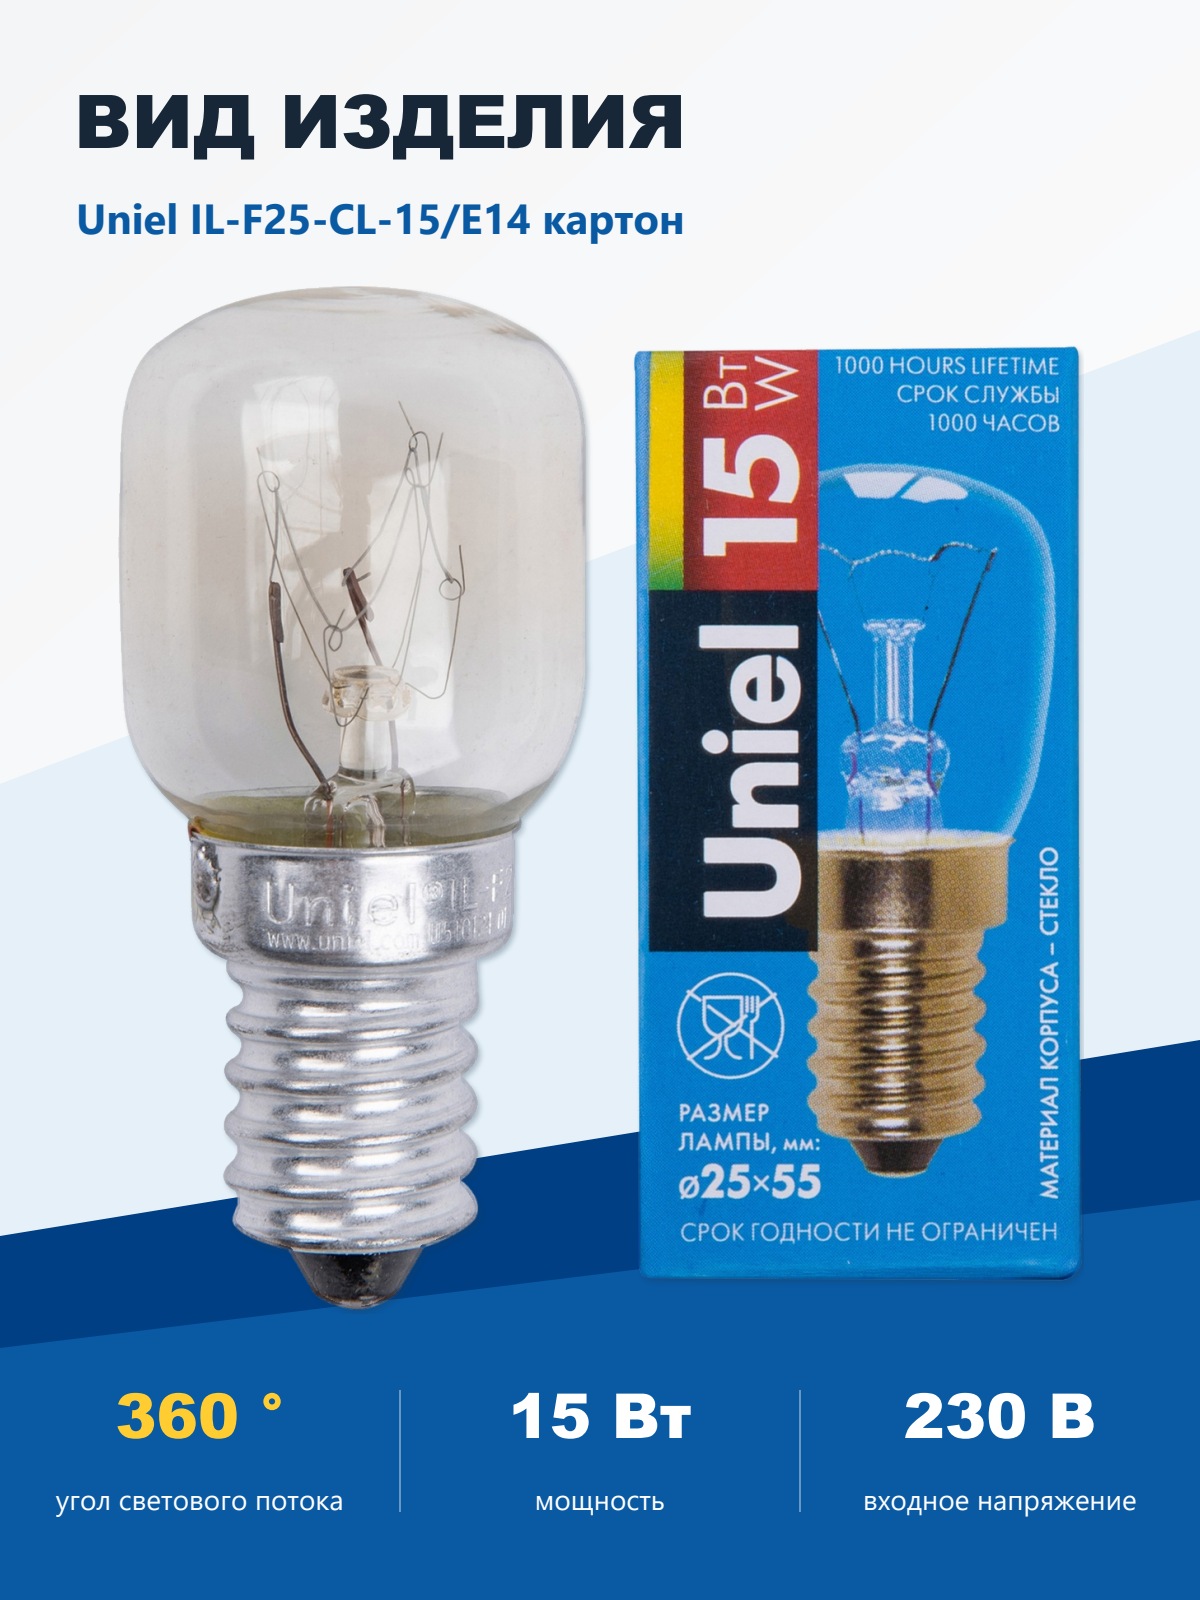 ВИД ИЗДЕЛИЯ
Uniel IL-F25-CL-15/E14 картон
1000 HOURS LIFETIME
СРОК СЛУЖБЫ
1000 ЧАСОВ
15 Вт
W
Uniel
Uniel® IL-F
www.uniel.com
МАТЕРИАЛ КОРПУСА – СТЕКЛО
РАЗМЕР
ЛАМПЫ, мм:
ø25×55
СРОК ГОДНОСТИ НЕ ОГРАНИЧЕН
360 °
угол светового потока
15 Вт
мощность
230 В
входное напряжение